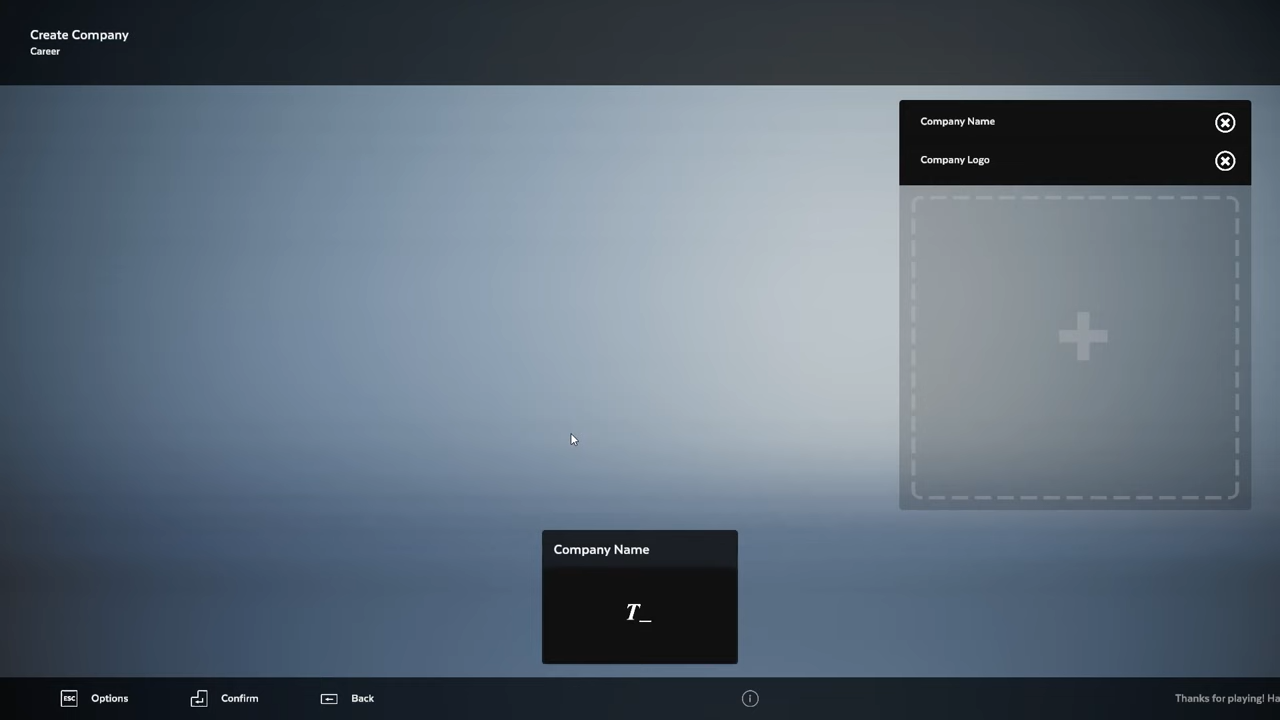 Create Company
Career
Company Name
Company Logo
Company Name
T_
ESC Options Confirm Back
Thanks for playing!